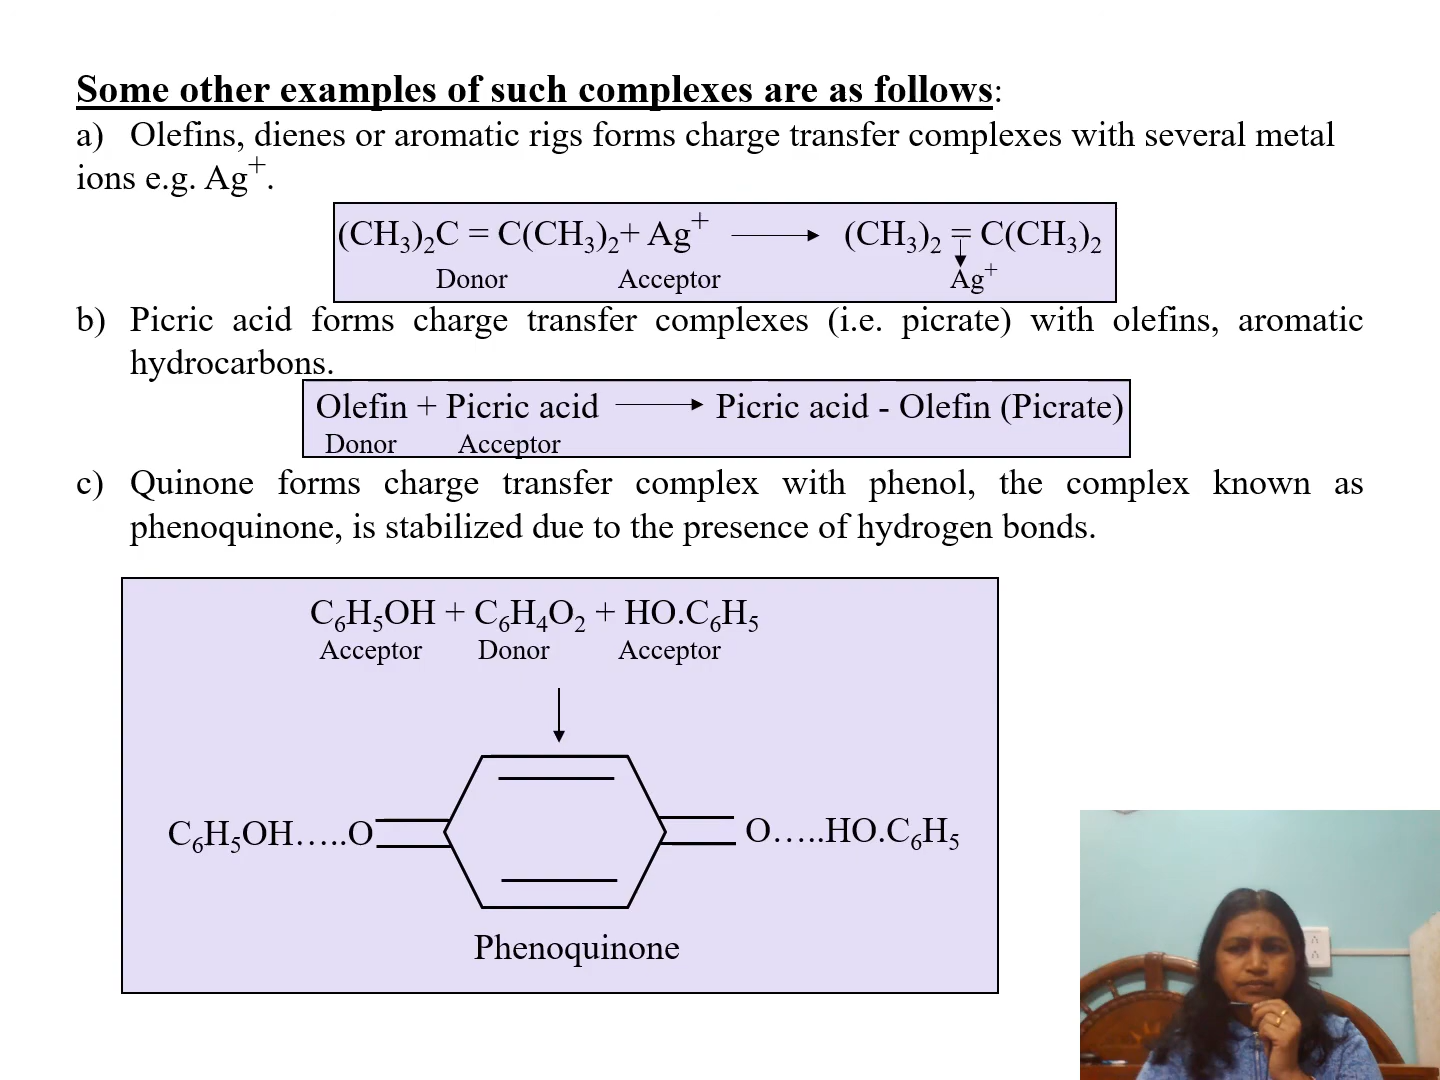 Some other examples of such complexes are as follows:
a) Olefins, dienes or aromatic rigs forms charge transfer complexes with several metal
ions e.g. Ag⁺.
(CH₃)₂C = C(CH₃)₂+ Ag⁺ ⟶ (CH₃)₂ = C(CH₃)₂
Donor Acceptor Ag⁺
b) Picric acid forms charge transfer complexes (i.e. picrate) with olefins, aromatic
hydrocarbons.
Olefin + Picric acid ⟶ Picric acid - Olefin (Picrate)
Donor Acceptor
c) Quinone forms charge transfer complex with phenol, the complex known as
phenoquinone, is stabilized due to the presence of hydrogen bonds.
C₆H₅OH + C₆H₄O₂ + HO.C₆H₅
Acceptor Donor Acceptor
C₆H₅OH…..O O…..HO.C₆H₅
Phenoquinone